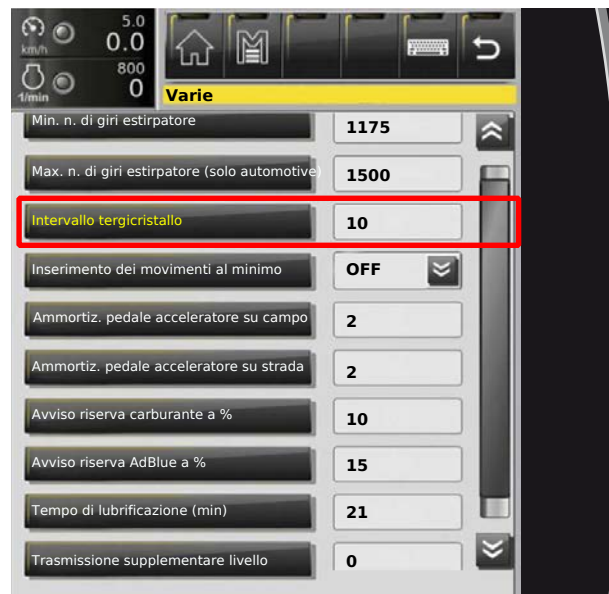 5.0
km/h
0.0
800
1/min
0
Varie
Min. n. di giri estirpatore
1175
Max. n. di giri estirpatore (solo automotive)
1500
Intervallo tergicristallo
10
Inserimento dei movimenti al minimo
OFF
Ammortiz. pedale acceleratore su campo
2
Ammortiz. pedale acceleratore su strada
2
Avviso riserva carburante a %
10
Avviso riserva AdBlue a %
15
Tempo di lubrificazione (min)
21
Trasmissione supplementare livello
0